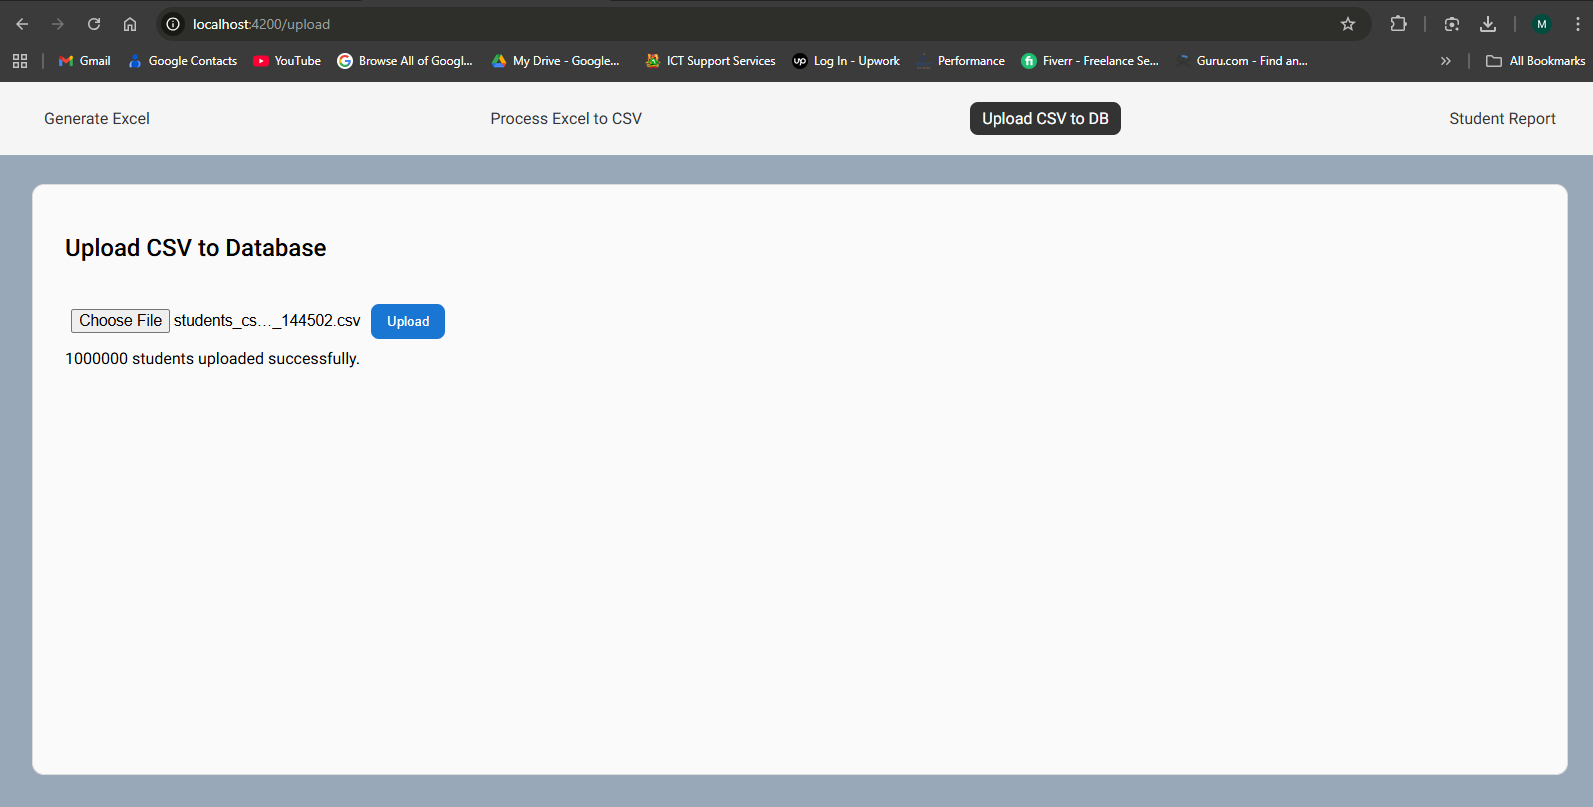 localhost:4200/upload
M
Gmail Google Contacts YouTube Browse All of Googl... My Drive - Google... ICT Support Services up Log In - Upwork Performance fi Fiverr - Freelance Se... Guru.com - Find an... » All Bookmarks
Generate Excel Process Excel to CSV Upload CSV to DB Student Report
Upload CSV to Database
Choose File students_cs..._144502.csv Upload
1000000 students uploaded successfully.